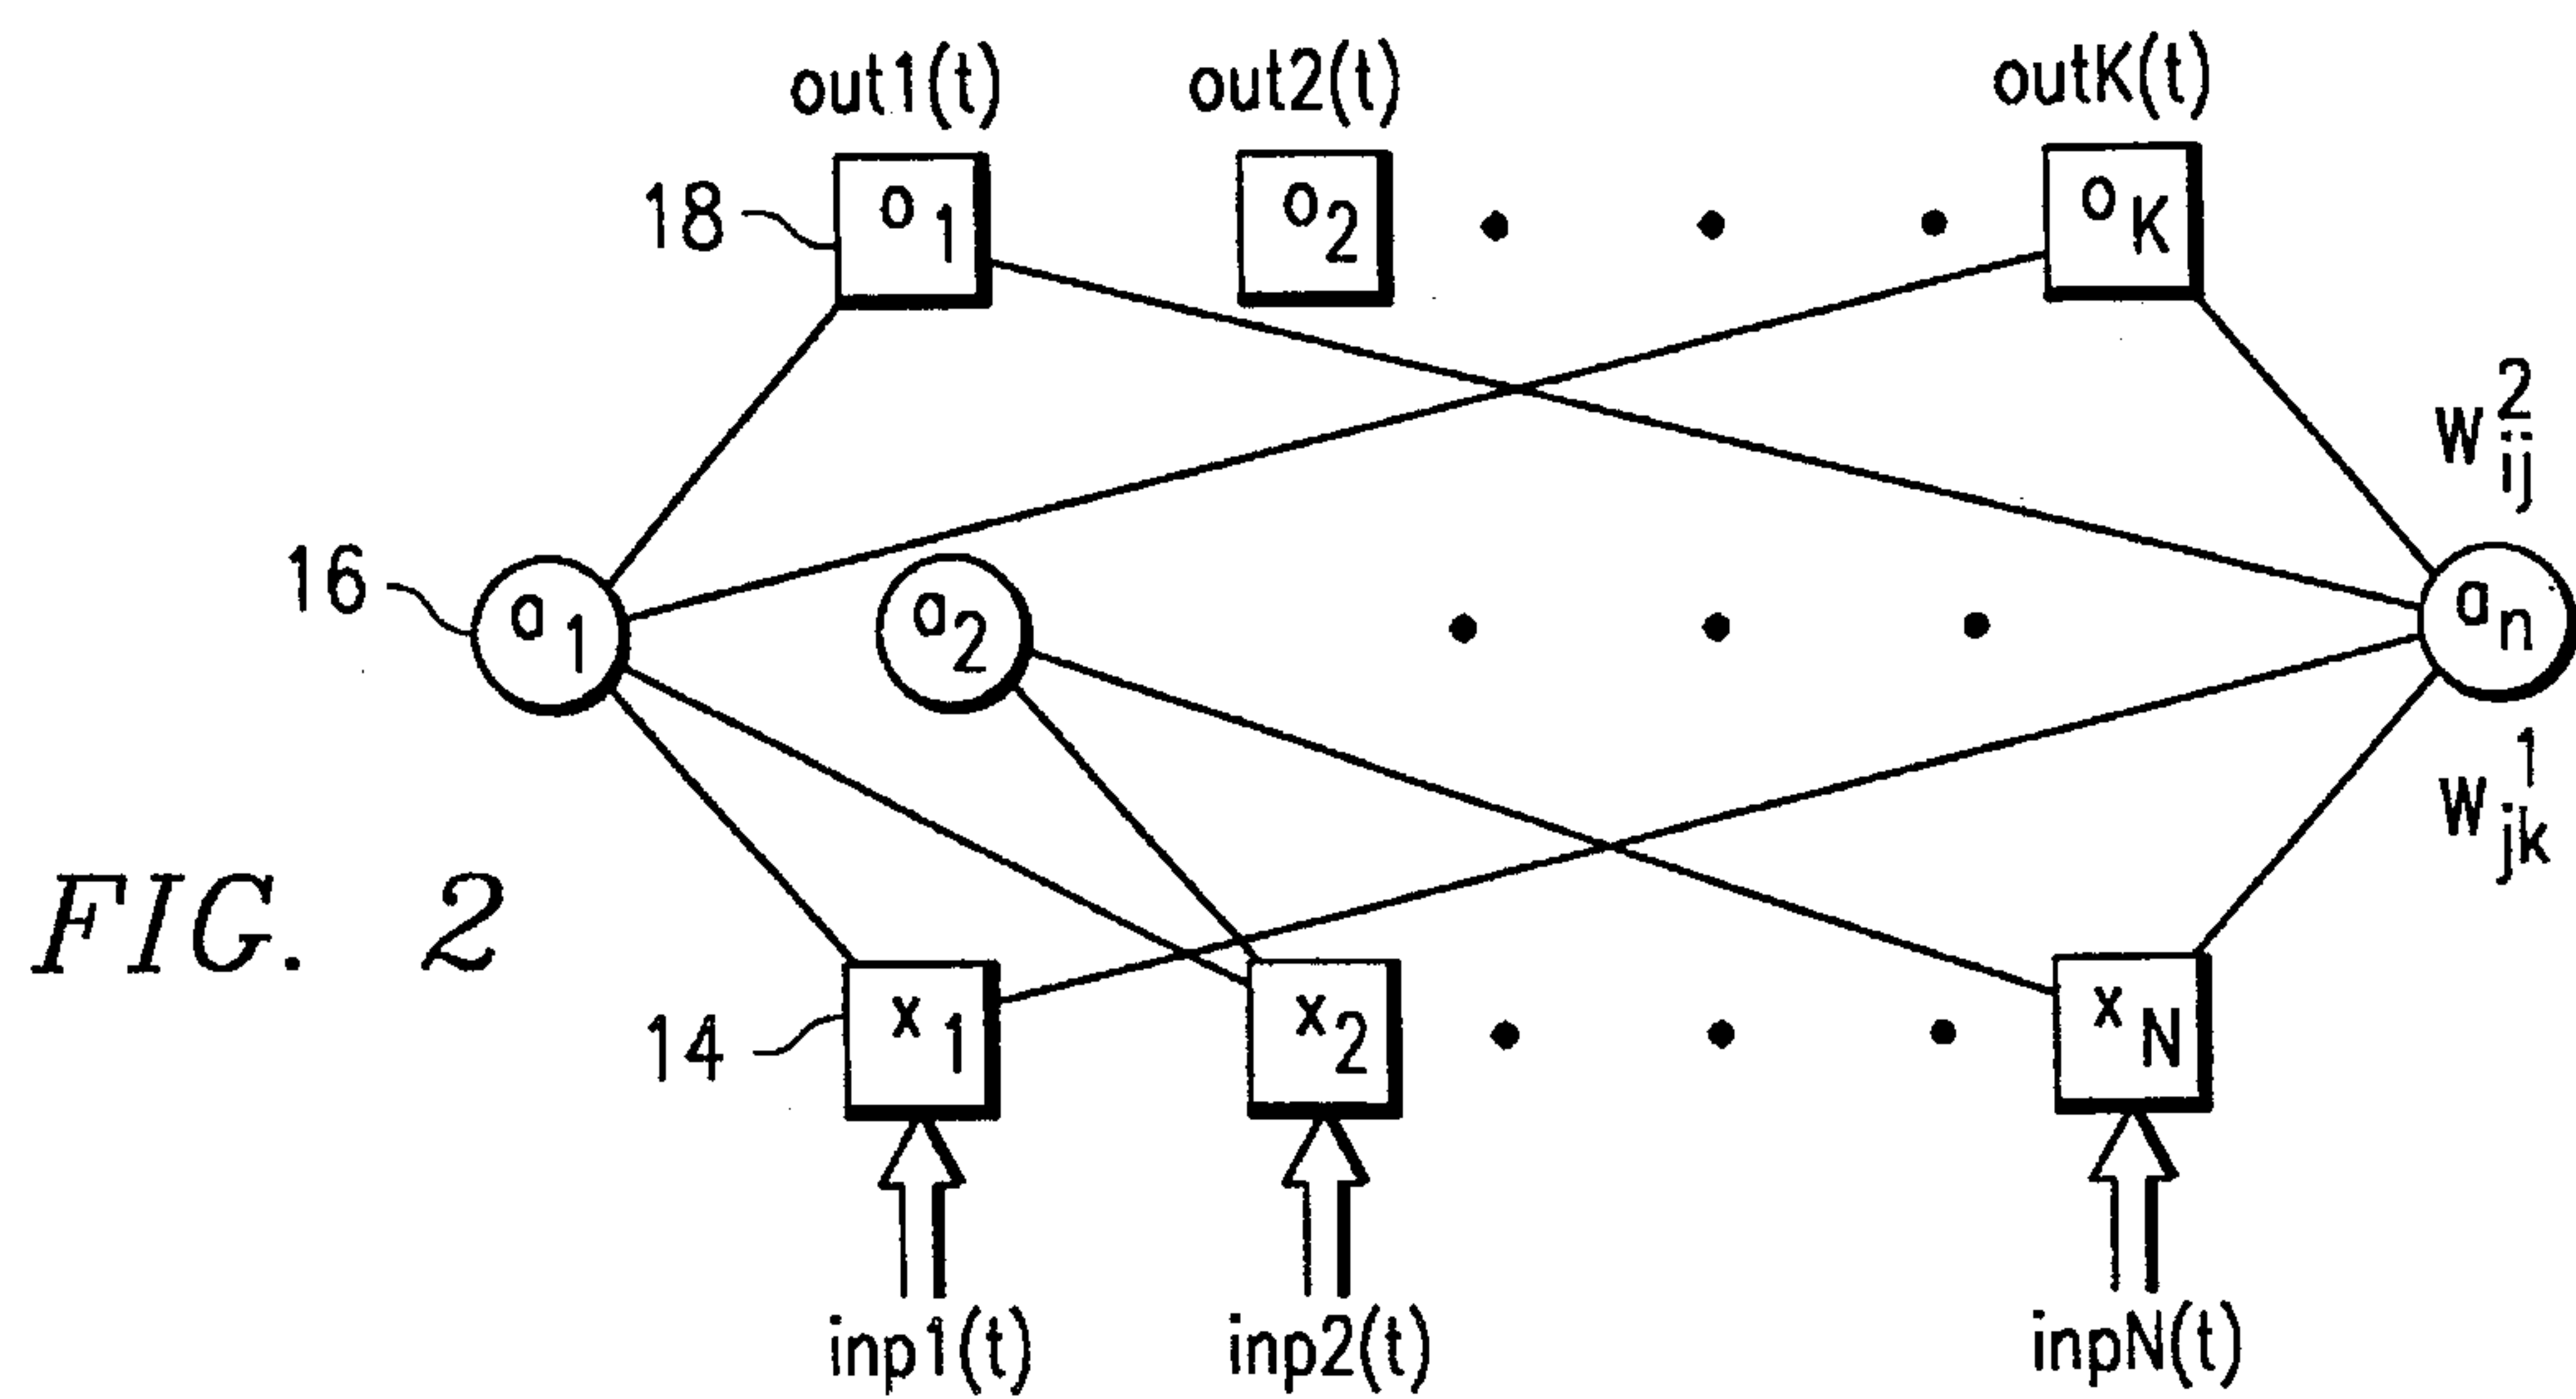 out1(t) out2(t) outK(t)
18 o1 o2 oK
w²ij
16 a1 a2 an
w¹jk
FIG. 2
14 x1 x2 xN
inp1(t) inp2(t) inpN(t)